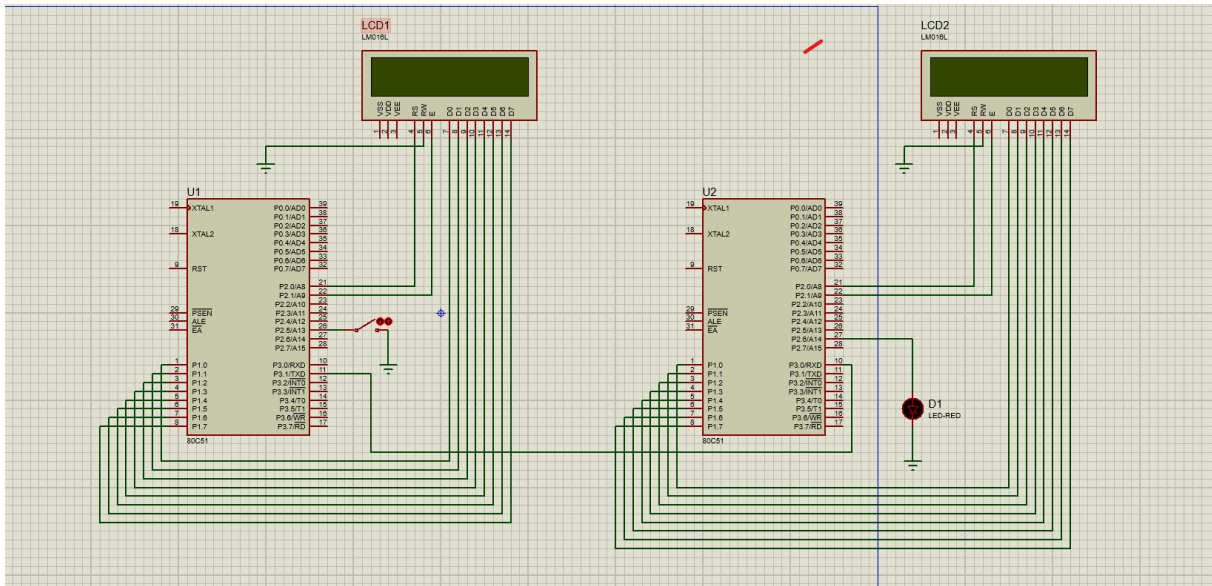 LCD1
LM016L
VSS
VDD
VEE
RS
RW
E
D0
D1
D2
D3
D4
D5
D6
D7
1
2
3
4
5
6
7
8
9
10
11
12
13
14
LCD2
LM016L
VSS
VDD
VEE
RS
RW
E
D0
D1
D2
D3
D4
D5
D6
D7
1
2
3
4
5
6
7
8
9
10
11
12
13
14
U1
19 XTAL1
18 XTAL2
9 RST
29 PSEN
30 ALE
31 EA
1 P1.0
2 P1.1
3 P1.2
4 P1.3
5 P1.4
6 P1.5
7 P1.6
8 P1.7
P0.0/AD0 39
P0.1/AD1 38
P0.2/AD2 37
P0.3/AD3 36
P0.4/AD4 35
P0.5/AD5 34
P0.6/AD6 33
P0.7/AD7 32
P2.0/A8 21
P2.1/A9 22
P2.2/A10 23
P2.3/A11 24
P2.4/A12 25
P2.5/A13 26
P2.6/A14 27
P2.7/A15 28
P3.0/RXD 10
P3.1/TXD 11
P3.2/INT0 12
P3.3/INT1 13
P3.4/T0 14
P3.5/T1 15
P3.6/WR 16
P3.7/RD 17
80C51
U2
19 XTAL1
18 XTAL2
9 RST
29 PSEN
30 ALE
31 EA
1 P1.0
2 P1.1
3 P1.2
4 P1.3
5 P1.4
6 P1.5
7 P1.6
8 P1.7
P0.0/AD0 39
P0.1/AD1 38
P0.2/AD2 37
P0.3/AD3 36
P0.4/AD4 35
P0.5/AD5 34
P0.6/AD6 33
P0.7/AD7 32
P2.0/A8 21
P2.1/A9 22
P2.2/A10 23
P2.3/A11 24
P2.4/A12 25
P2.5/A13 26
P2.6/A14 27
P2.7/A15 28
P3.0/RXD 10
P3.1/TXD 11
P3.2/INT0 12
P3.3/INT1 13
P3.4/T0 14
P3.5/T1 15
P3.6/WR 16
P3.7/RD 17
80C51
D1
LED-RED